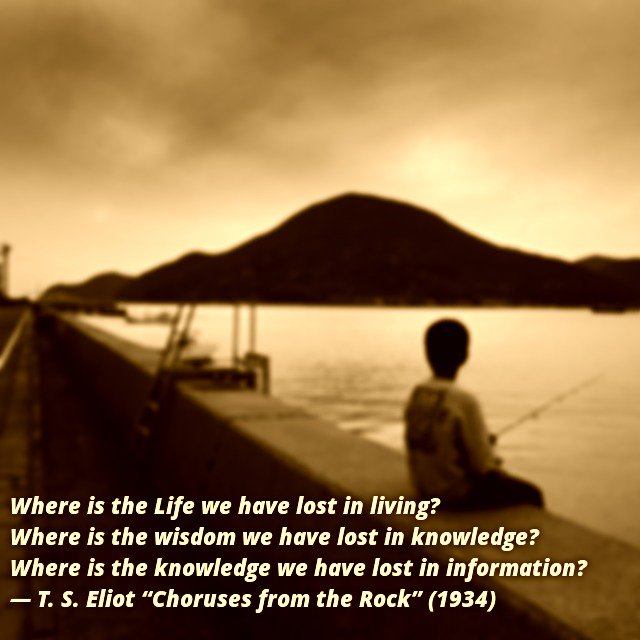 Where is the Life we have lost in living?
Where is the wisdom we have lost in knowledge?
Where is the knowledge we have lost in information?
— T. S. Eliot “Choruses from the Rock” (1934)